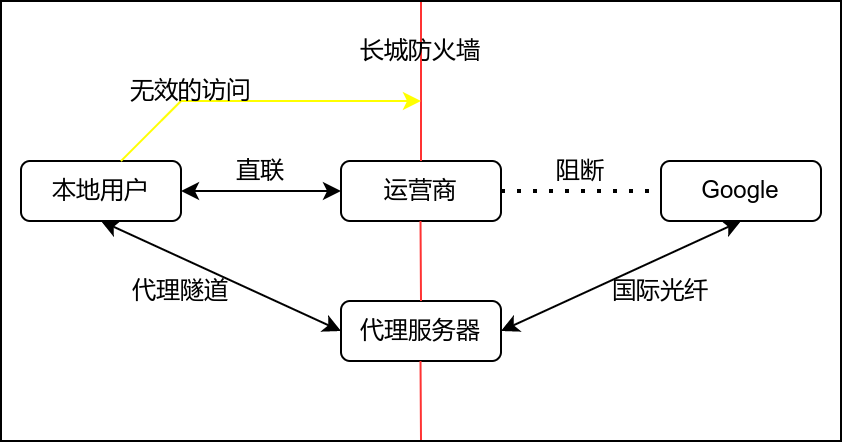 长城防火墙
无效的访问
直联
阻断
本地用户
运营商
Google
代理隧道
国际光纤
代理服务器